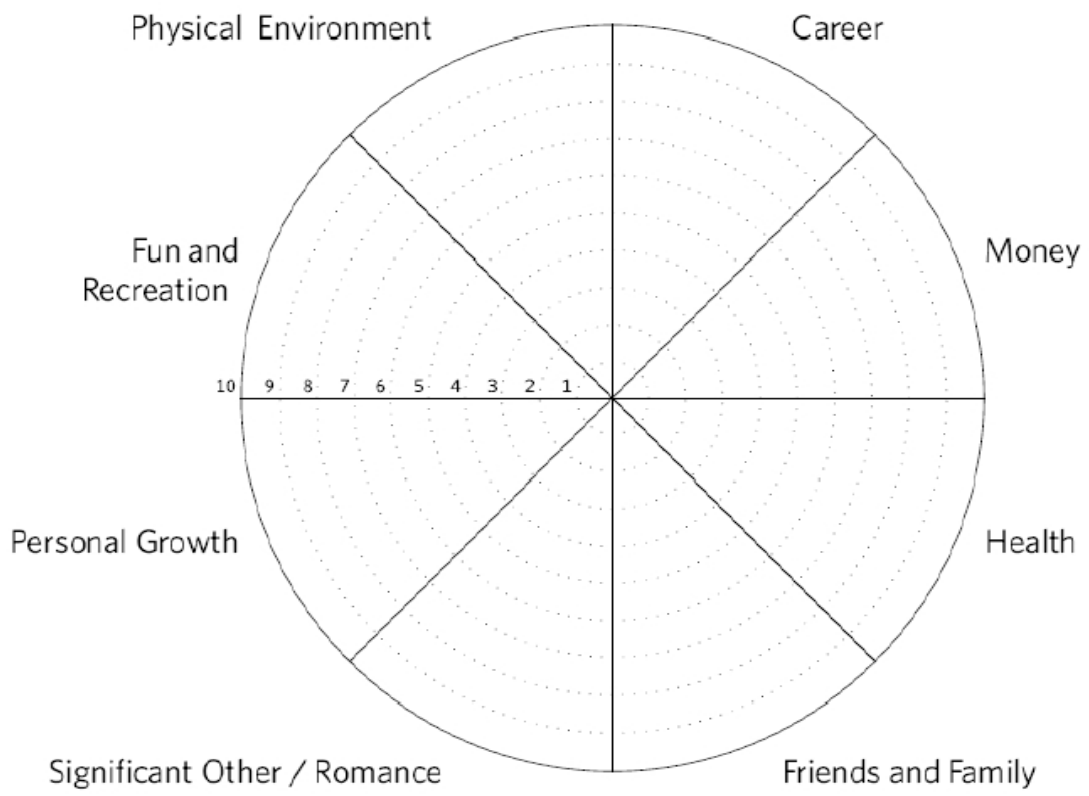 Physical Environment
Career
Fun and
Recreation
Money
10 9 8 7 6 5 4 3 2 1
Personal Growth
Health
Significant Other / Romance
Friends and Family